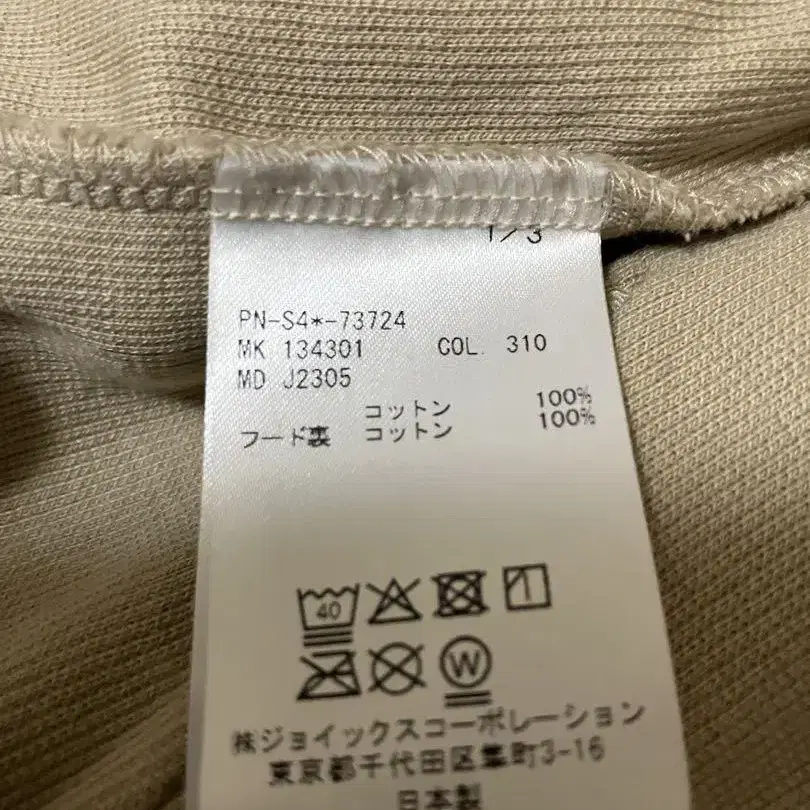 1/3
PN-S4*-73724
MK 134301 COL. 310
MD J2305
コットン 100%
フード裏 コットン 100%
40
W
㈱ジョイックスコーポレーション
東京都千代田区隼町3-16
日本製